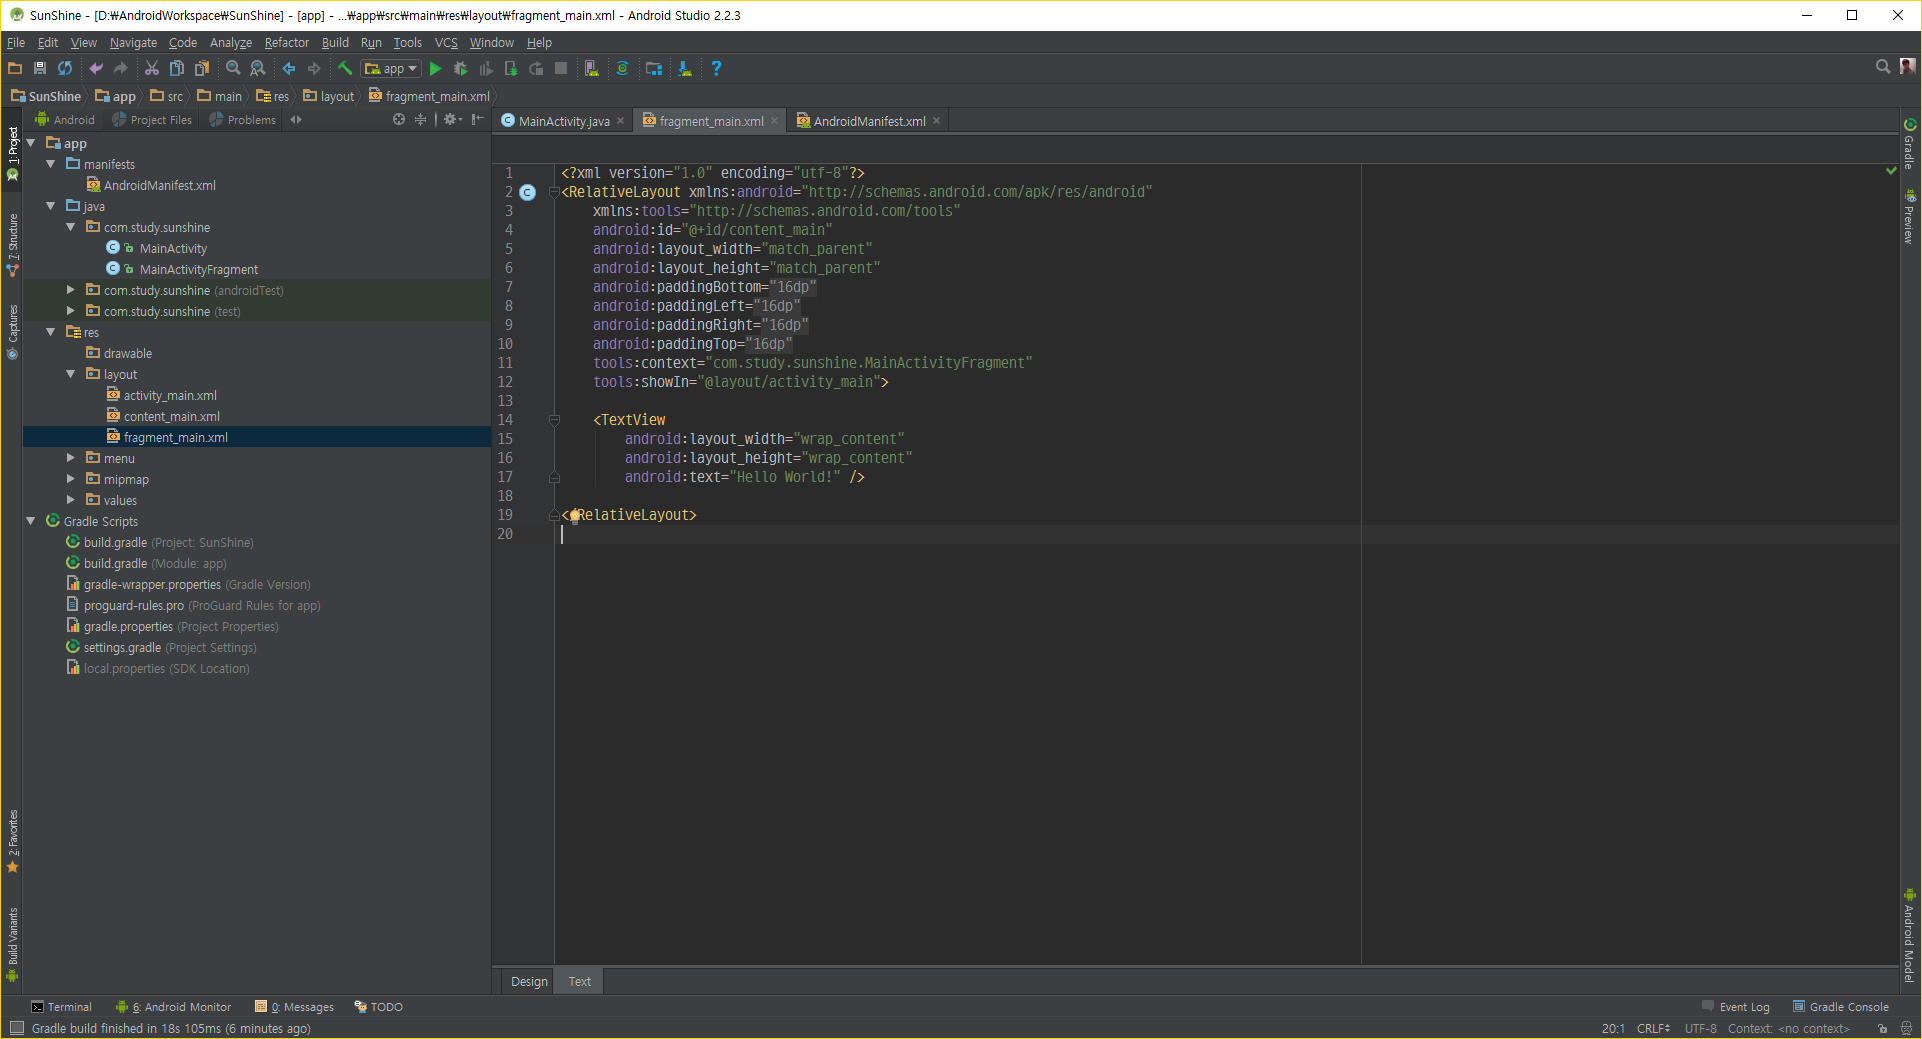 SunShine - [D:₩AndroidWorkspace₩SunShine] - [app] - ...₩app₩src₩main₩res₩layout₩fragment_main.xml - Android Studio 2.2.3
File Edit View Navigate Code Analyze Refactor Build Run Tools VCS Window Help
app
SunShine app src main res layout fragment_main.xml
Android Project Files Problems
MainActivity.java fragment_main.xml AndroidManifest.xml
1: Project
7: Structure
Captures
2: Favorites
Build Variants
app
manifests
AndroidManifest.xml
java
com.study.sunshine
MainActivity
MainActivityFragment
com.study.sunshine (androidTest)
com.study.sunshine (test)
res
drawable
layout
activity_main.xml
content_main.xml
fragment_main.xml
menu
mipmap
values
Gradle Scripts
build.gradle (Project: SunShine)
build.gradle (Module: app)
gradle-wrapper.properties (Gradle Version)
proguard-rules.pro (ProGuard Rules for app)
gradle.properties (Project Properties)
settings.gradle (Project Settings)
local.properties (SDK Location)
1 <?xml version="1.0" encoding="utf-8"?>
2 <RelativeLayout xmlns:android="http://schemas.android.com/apk/res/android"
3 xmlns:tools="http://schemas.android.com/tools"
4 android:id="@+id/content_main"
5 android:layout_width="match_parent"
6 android:layout_height="match_parent"
7 android:paddingBottom="16dp"
8 android:paddingLeft="16dp"
9 android:paddingRight="16dp"
10 android:paddingTop="16dp"
11 tools:context="com.study.sunshine.MainActivityFragment"
12 tools:showIn="@layout/activity_main">
13
14 <TextView
15 android:layout_width="wrap_content"
16 android:layout_height="wrap_content"
17 android:text="Hello World!" />
18
19 <RelativeLayout>
20
Gradle
Preview
Android Model
Design Text
Terminal 6: Android Monitor 0: Messages TODO Event Log Gradle Console
Gradle build finished in 18s 105ms (6 minutes ago) 20:1 CRLF UTF-8 Context: <no context>